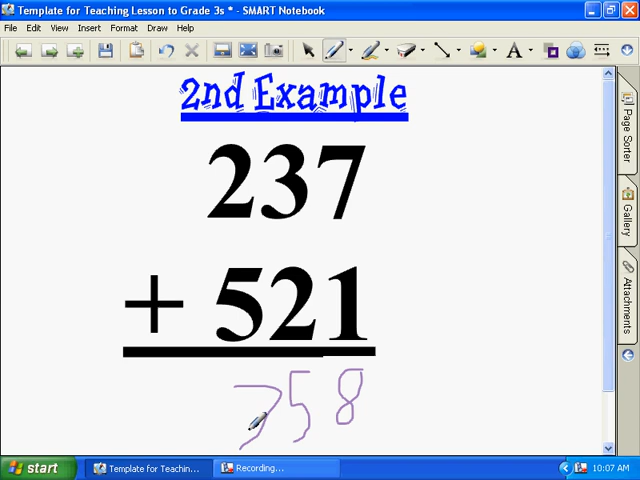 Template for Teaching Lesson to Grade 3s * - SMART Notebook
File Edit View Insert Format Draw Help
2nd Example
237
+ 521
758
Page Sorter
Gallery
Attachments
start Template for Teachin... Recording... 10:07 AM